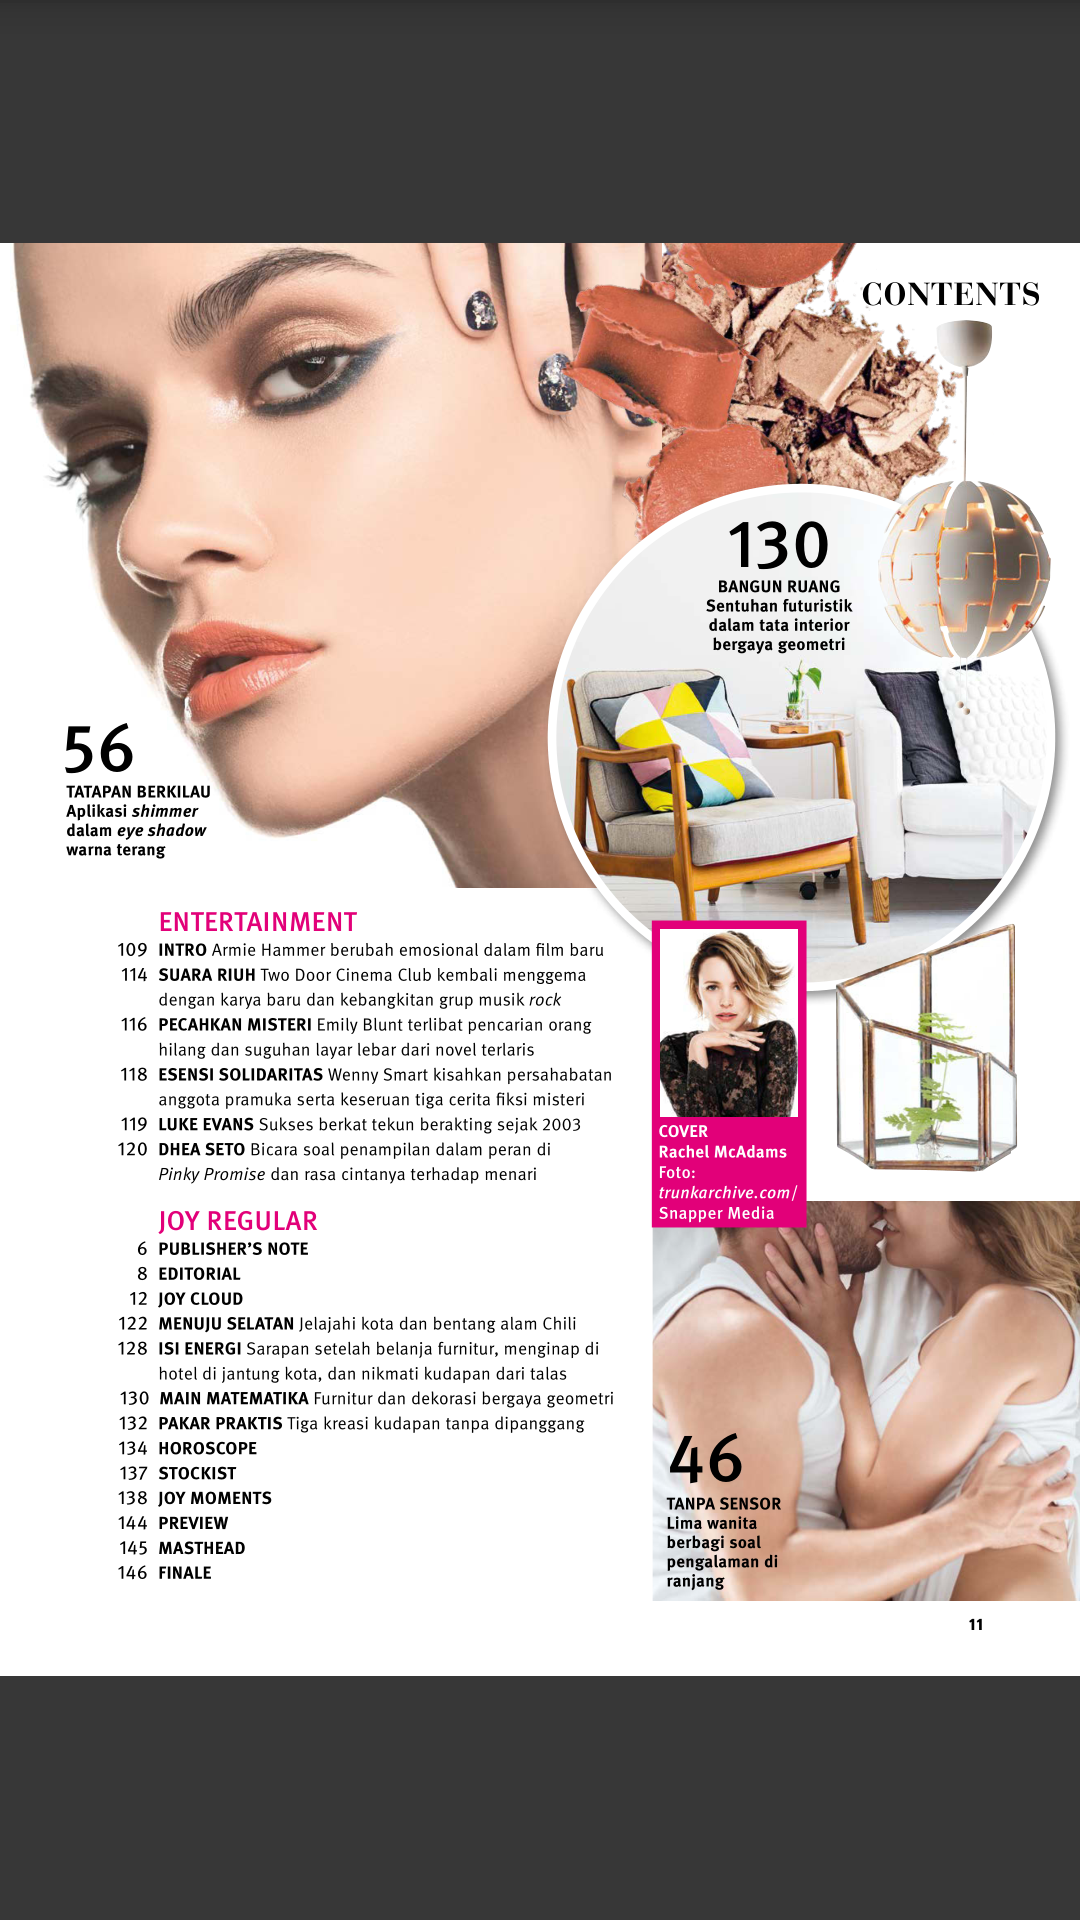 CONTENTS
130
BANGUN RUANG
Sentuhan futuristik
dalam tata interior
bergaya geometri
56
TATAPAN BERKILAU
Aplikasi shimmer
dalam eye shadow
warna terang
ENTERTAINMENT
109 INTRO Armie Hammer berubah emosional dalam film baru
114 SUARA RIUH Two Door Cinema Club kembali menggema
dengan karya baru dan kebangkitan grup musik rock
116 PECAHKAN MISTERI Emily Blunt terlibat pencarian orang
hilang dan suguhan layar lebar dari novel terlaris
118 ESENSI SOLIDARITAS Wenny Smart kisahkan persahabatan
anggota pramuka serta keseruan tiga cerita fiksi misteri
119 LUKE EVANS Sukses berkat tekun berakting sejak 2003
120 DHEA SETO Bicara soal penampilan dalam peran di
Pinky Promise dan rasa cintanya terhadap menari
JOY REGULAR
6 PUBLISHER'S NOTE
8 EDITORIAL
12 JOY CLOUD
122 MENUJU SELATAN Jelajahi kota dan bentang alam Chili
128 ISI ENERGI Sarapan setelah belanja furnitur, menginap di
hotel di jantung kota, dan nikmati kudapan dari talas
130 MAIN MATEMATIKA Furnitur dan dekorasi bergaya geometri
132 PAKAR PRAKTIS Tiga kreasi kudapan tanpa dipanggang
134 HOROSCOPE
137 STOCKIST
138 JOY MOMENTS
144 PREVIEW
145 MASTHEAD
146 FINALE
COVER
Rachel McAdams
Foto:
trunkarchive.com/
Snapper Media
46
TANPA SENSOR
Lima wanita
berbagi soal
pengalaman di
ranjang
11